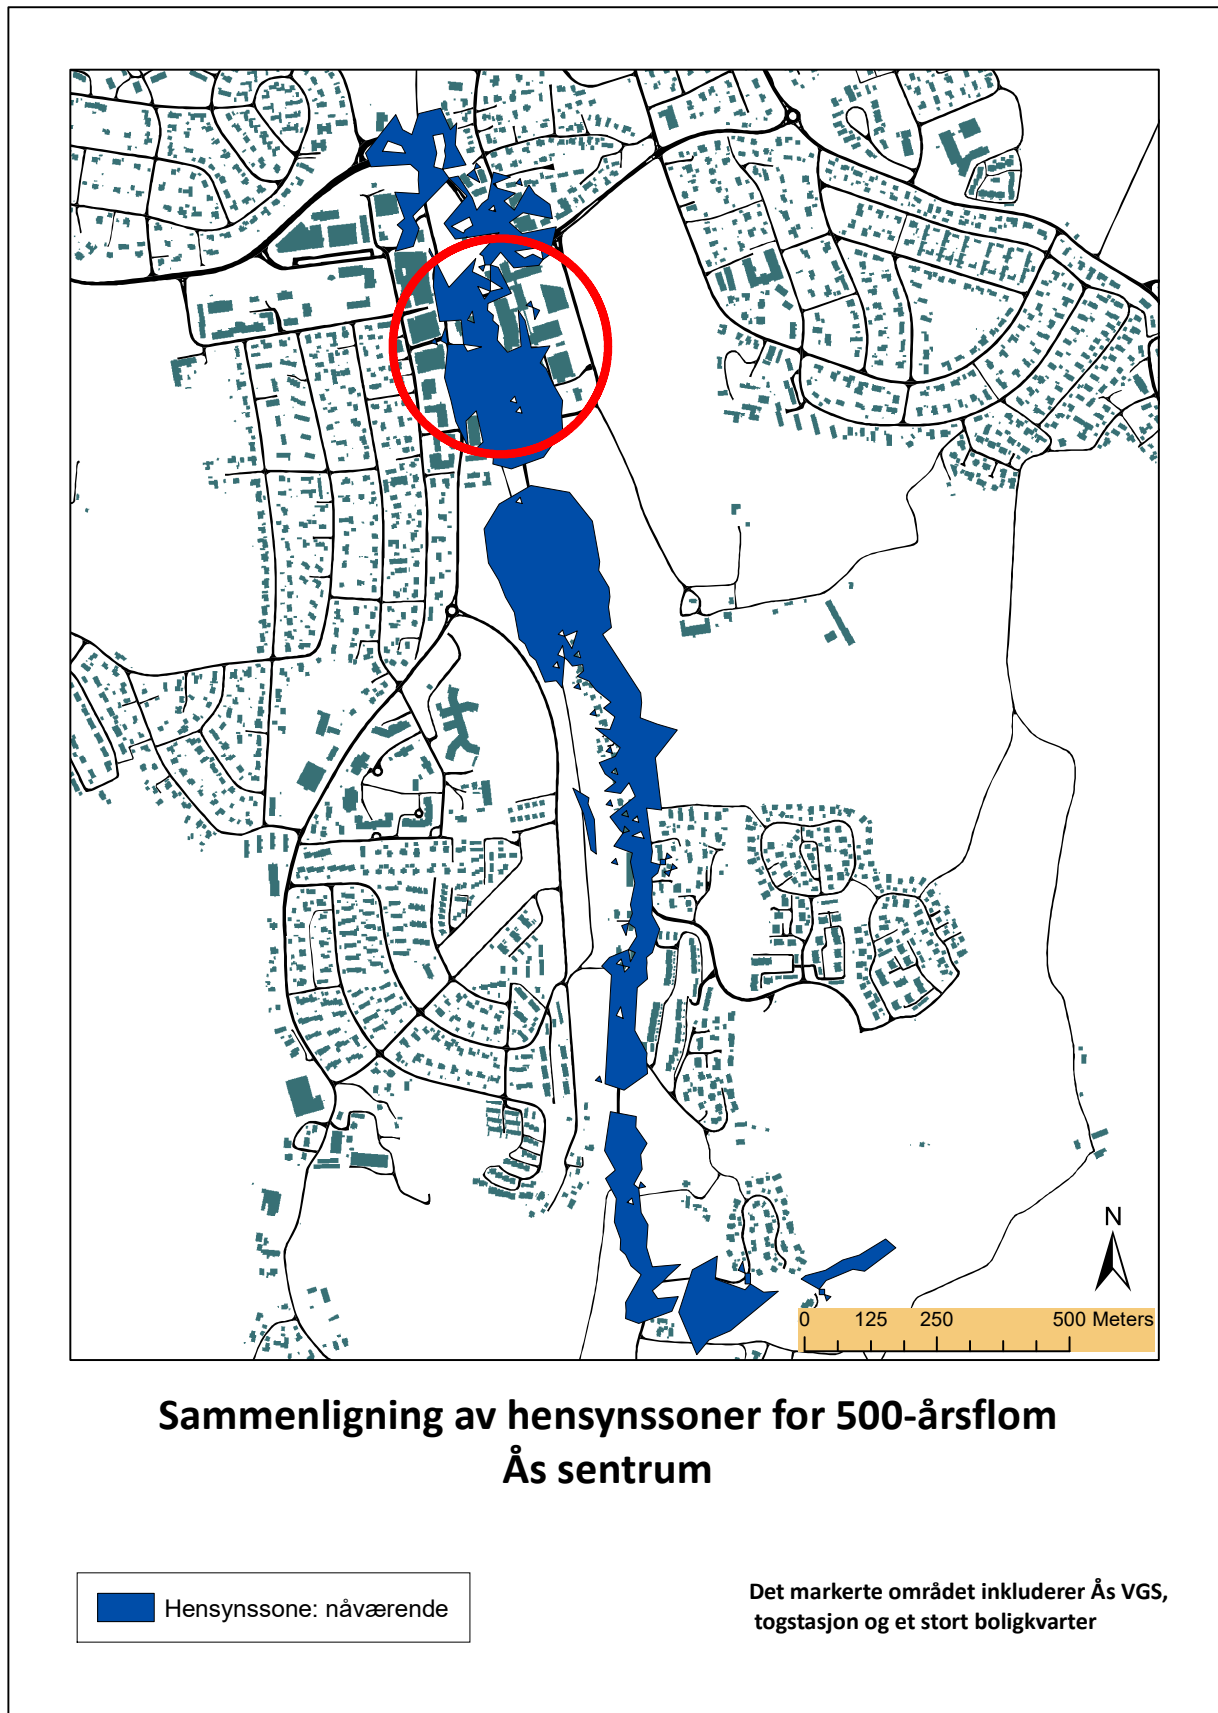 N
0 125 250 500 Meters
Sammenligning av hensynssoner for 500-årsflom
Ås sentrum
Hensynssone: nåværende
Det markerte området inkluderer Ås VGS,
togstasjon og et stort boligkvarter